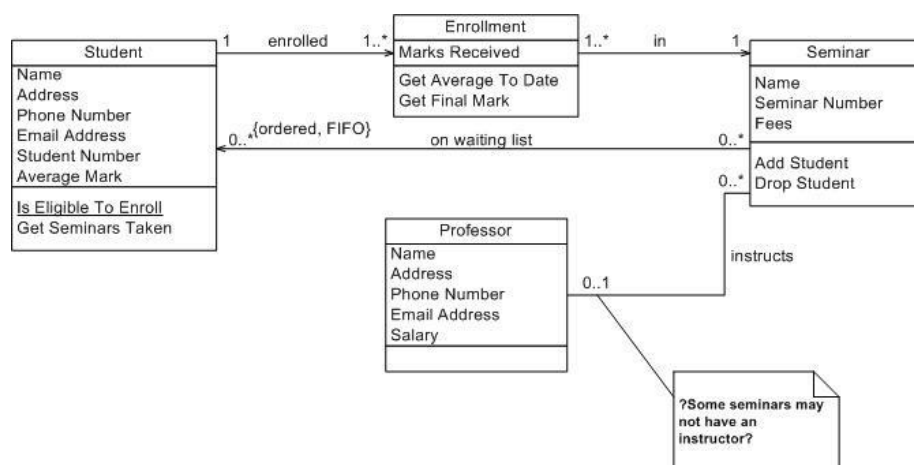 Student
Name
Address
Phone Number
Email Address
Student Number
Average Mark
Is Eligible To Enroll
Get Seminars Taken
1
enrolled
1..*
Enrollment
Marks Received
Get Average To Date
Get Final Mark
1..*
in
1
Seminar
Name
Seminar Number
Fees
Add Student
Drop Student
0..*
{ordered, FIFO}
on waiting list
0..*
0..*
instructs
0..1
Professor
Name
Address
Phone Number
Email Address
Salary
?Some seminars may
not have an
instructor?